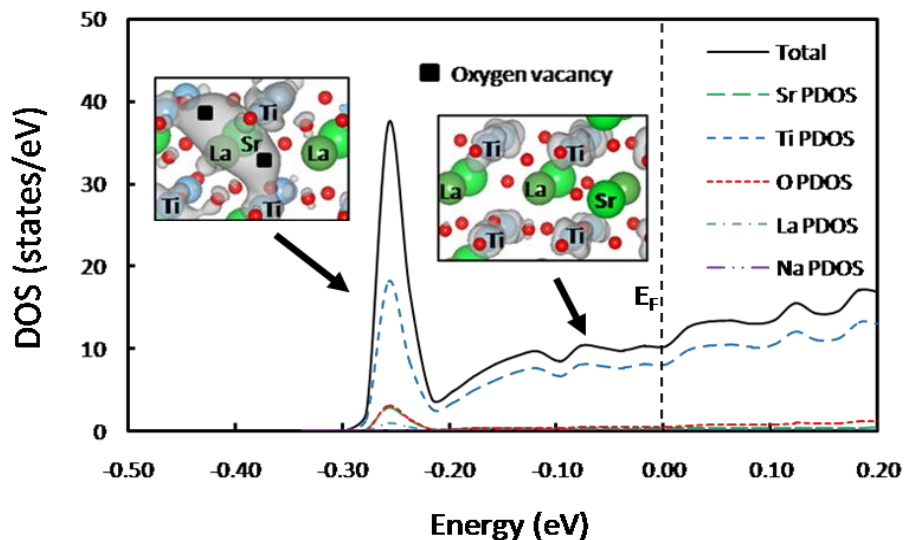 50
40
30
20
10
0
DOS (states/eV)
-0.50
-0.40
-0.30
-0.20
-0.10
0.00
0.10
0.20
Energy (eV)
Oxygen vacancy
Ti
Sr
La
La
Ti
Ti
Ti
Ti
La
La
Sr
Ti
Ti
E_F
Total
Sr PDOS
Ti PDOS
O PDOS
La PDOS
Na PDOS